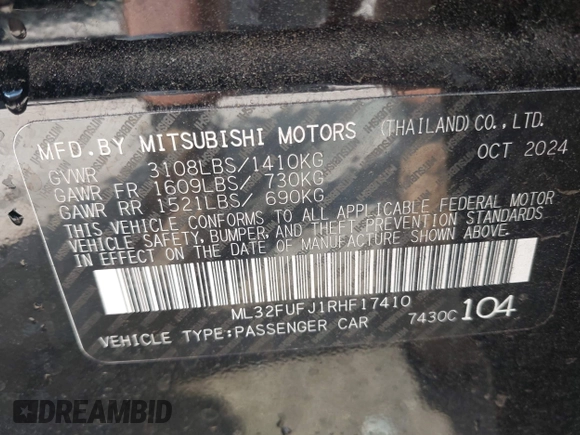 MFD. BY MITSUBISHI MOTORS (THAILAND) CO., LTD.
GVWR 3108LBS/1410KG OCT 2024
GAWR FR 1609LBS/ 730KG
GAWR RR 1521LBS/ 690KG
THIS VEHICLE CONFORMS TO ALL APPLICABLE FEDERAL MOTOR
VEHICLE SAFETY, BUMPER, AND THEFT PREVENTION STANDARDS
IN EFFECT ON THE DATE OF MANUFACTURE SHOWN ABOVE.
ML32FUFJ1RHF17410
VEHICLE TYPE:PASSENGER CAR 7430C 104
DREAMBID